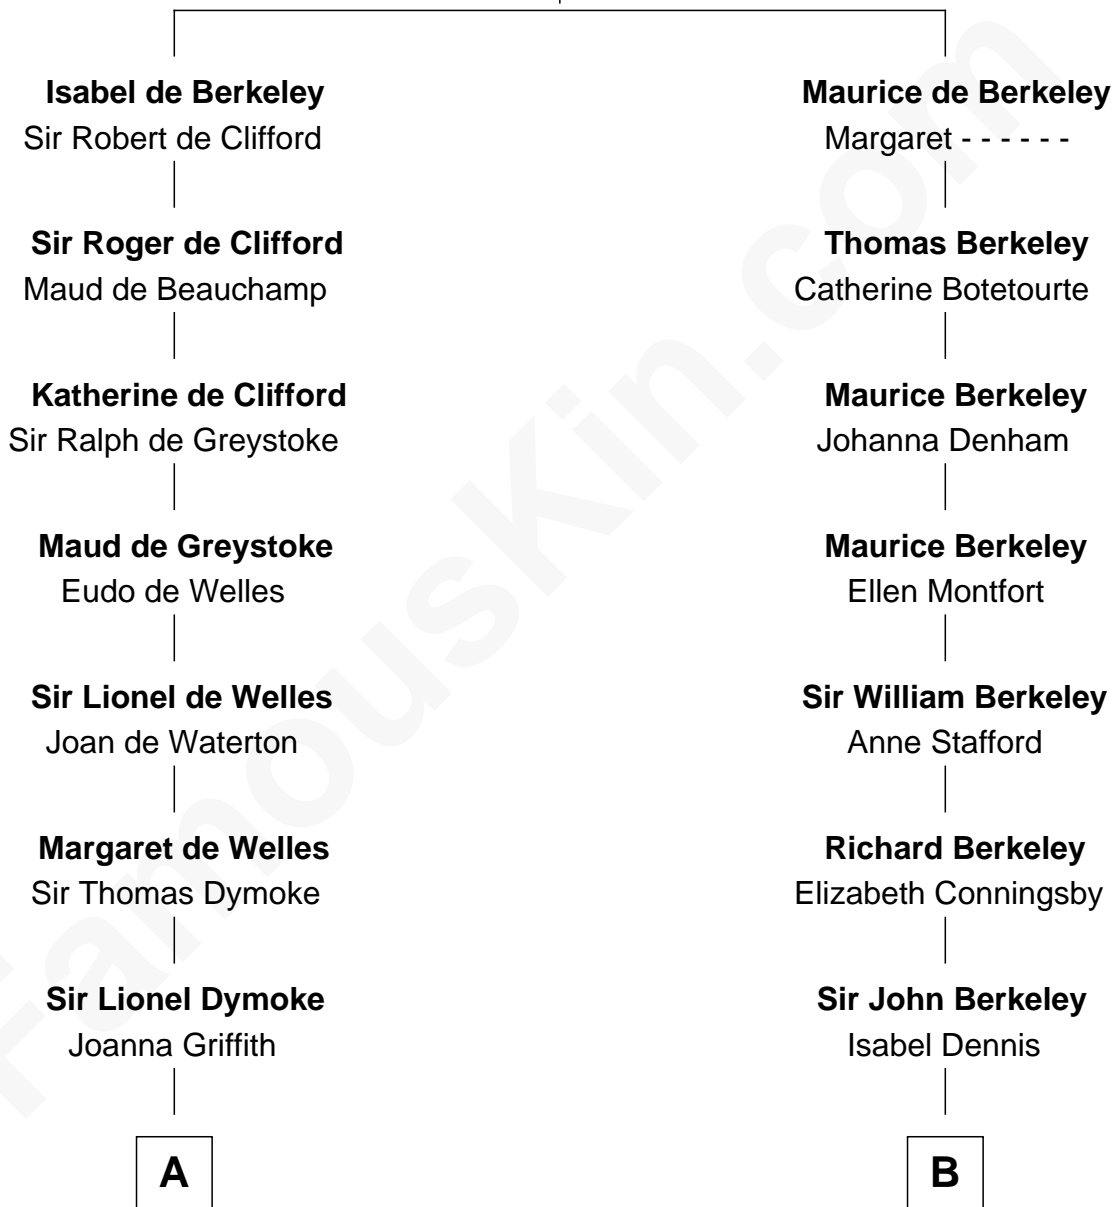 Isabel de Berkeley
Sir Robert de Clifford
Sir Roger de Clifford
Maud de Beauchamp
Katherine de Clifford
Sir Ralph de Greystoke
Maud de Greystoke
Eudo de Welles
Sir Lionel de Welles
Joan de Waterton
Margaret de Welles
Sir Thomas Dymoke
Sir Lionel Dymoke
Joanna Griffith
A
Maurice de Berkeley
Margaret - - - - - -
Thomas Berkeley
Catherine Botetourte
Maurice Berkeley
Johanna Denham
Maurice Berkeley
Ellen Montfort
Sir William Berkeley
Anne Stafford
Richard Berkeley
Elizabeth Conningsby
Sir John Berkeley
Isabel Dennis
B
FamousKin.com